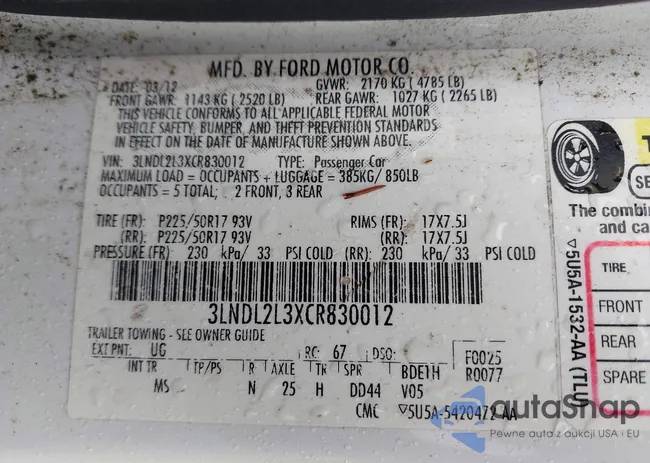 MFD. BY FORD MOTOR CO
DATE: 03/12 GVWR: 2170 KG (4785 LB)
FRONT GAWR: 1143 KG (2520 LB) REAR GAWR: 1027 KG (2265 LB)
THIS VEHICLE CONFORMS TO ALL APPLICABLE FEDERAL MOTOR
VEHICLE SAFETY, BUMPER, AND THEFT PREVENTION STANDARDS
IN EFFECT ON THE DATE OF MANUFACTURE SHOWN ABOVE.
VIN: 3LNDL2L3XCR830012 TYPE: Passenger Car
MAXIMUM LOAD = OCCUPANTS + LUGGAGE = 385KG/ 850LB
OCCUPANTS = 5 TOTAL; 2 FRONT, 3 REAR
TIRE (FR): P225/50R17 93V RIMS (FR): 17X7.5J
(RR): P225/50R17 93V (RR): 17X7.5J
PRESSURE (FR): 230 kPa/ 33 PSI COLD (RR): 230 kPa/ 33 PSI COLD
3LNDL2L3XCR830012
TRAILER TOWING - SEE OWNER GUIDE
EXT PNT: UG RC: 67 DSO: F0025
INT TR TP/PS R AXLE TR SPR BDE1H R0077
MS N 25 H DD44 V05
CMC ▽5U5A-5420472-AA
The combin
and ca
TIRE
FRONT
REAR
SPARE
▽5U5A-1532-AA (TLU)
autoSnap
Pewne auta z aukcji USA i EU